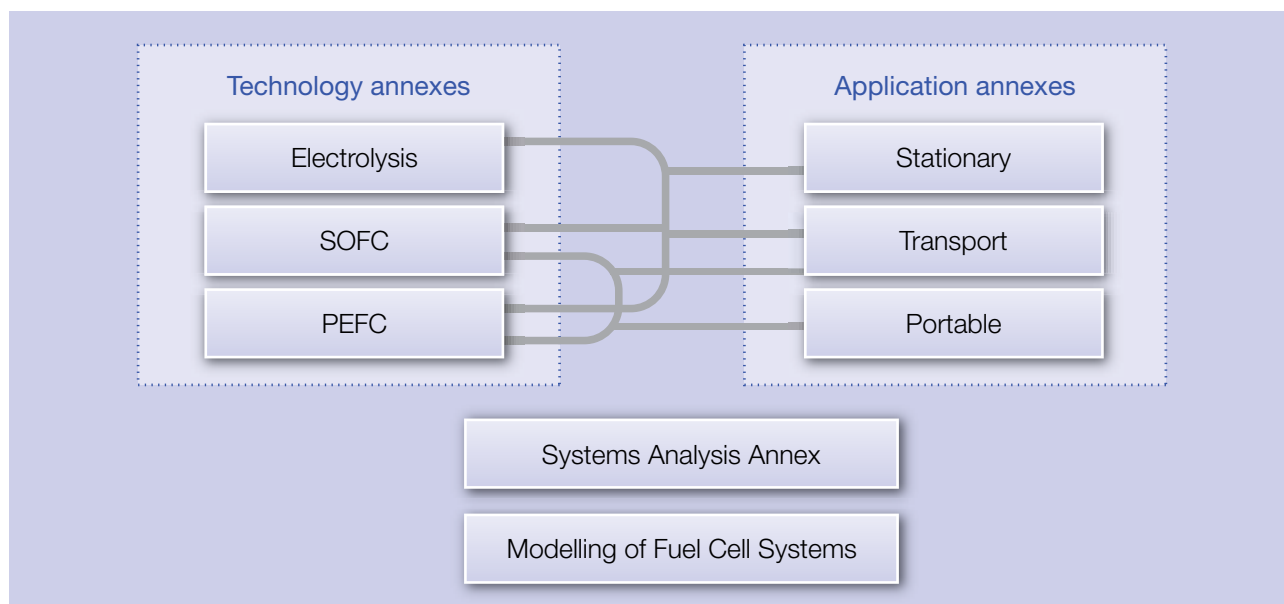 Technology annexes
Electrolysis
SOFC
PEFC
Application annexes
Stationary
Transport
Portable
Systems Analysis Annex
Modelling of Fuel Cell Systems